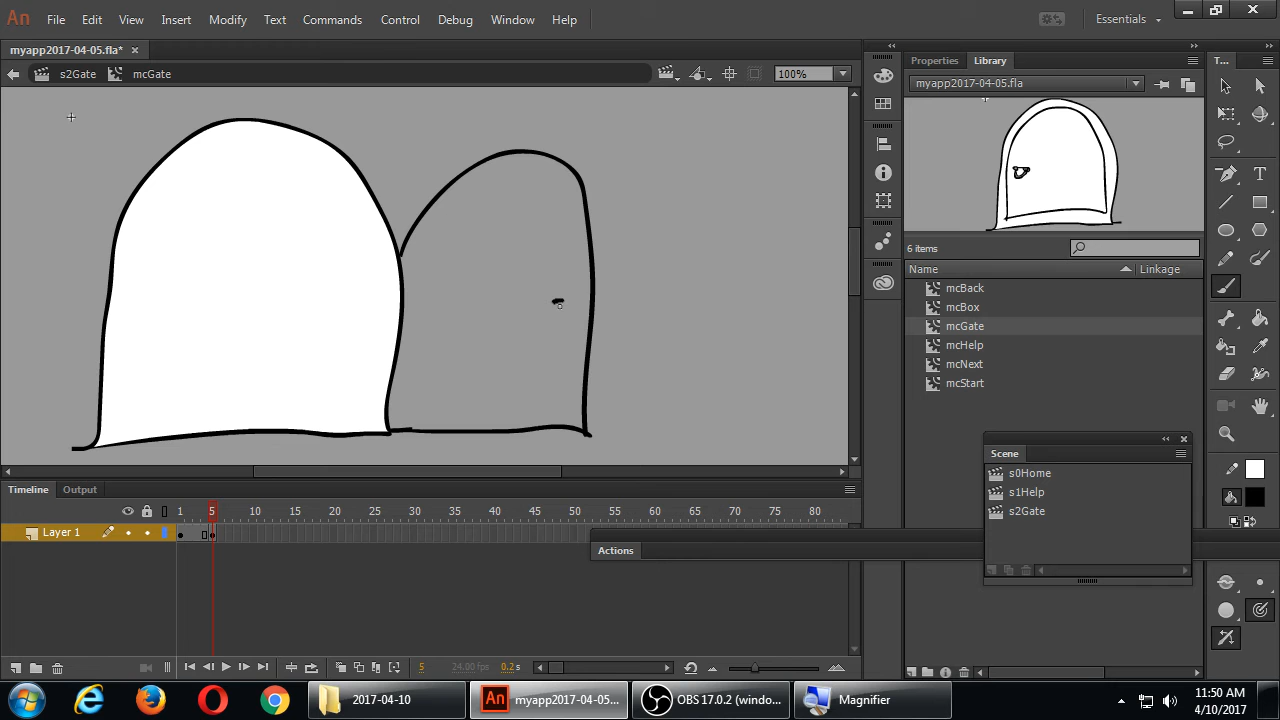 An File Edit View Insert Modify Text Commands Control Debug Window Help Essentials
myapp2017-04-05.fla* ×
s2Gate mcGate 100%
Properties Library T...
myapp2017-04-05.fla
6 items
Name Linkage
mcBack
mcBox
mcGate
mcHelp
mcNext
mcStart
Scene
s0Home
s1Help
s2Gate
Timeline Output
1 5 10 15 20 25 30 35 40 45 50 55 60 65 70 75 80
Layer 1
Actions
5 24.00 fps 0.2 s
2017-04-10 An myapp2017-04-05.fl... OBS 17.0.2 (windo... Magnifier
11:50 AM
4/10/2017